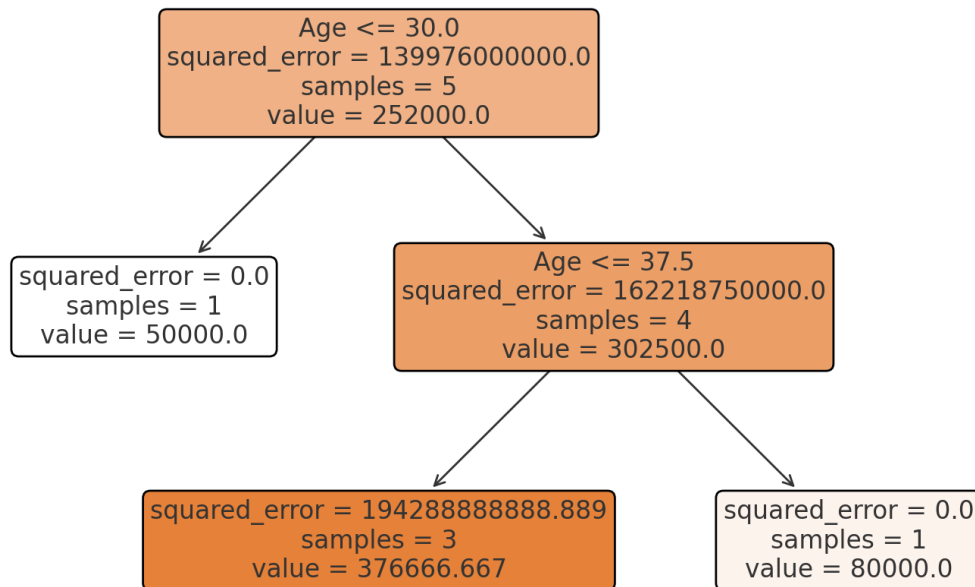 Age <= 30.0
squared_error = 139976000000.0
samples = 5
value = 252000.0
squared_error = 0.0
samples = 1
value = 50000.0
Age <= 37.5
squared_error = 162218750000.0
samples = 4
value = 302500.0
squared_error = 194288888888.889
samples = 3
value = 376666.667
squared_error = 0.0
samples = 1
value = 80000.0